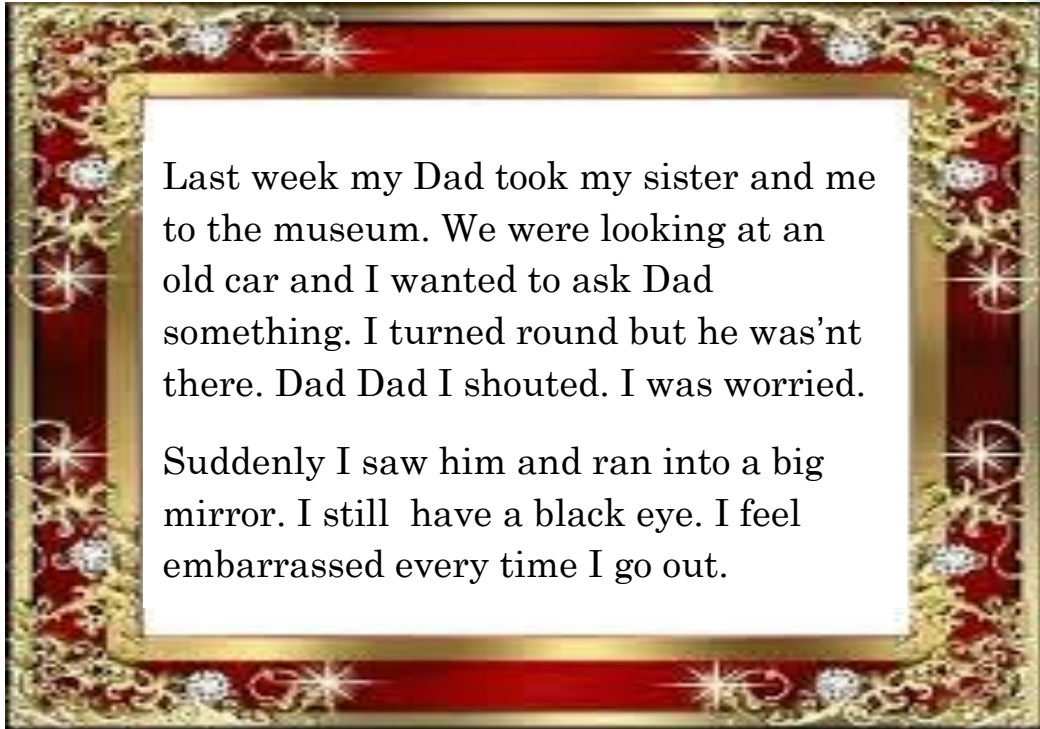 Last week my Dad took my sister and me
to the museum. We were looking at an
old car and I wanted to ask Dad
something. I turned round but he was’nt
there. Dad Dad I shouted. I was worried.
Suddenly I saw him and ran into a big
mirror. I still  have a black eye. I feel
embarrassed every time I go out.